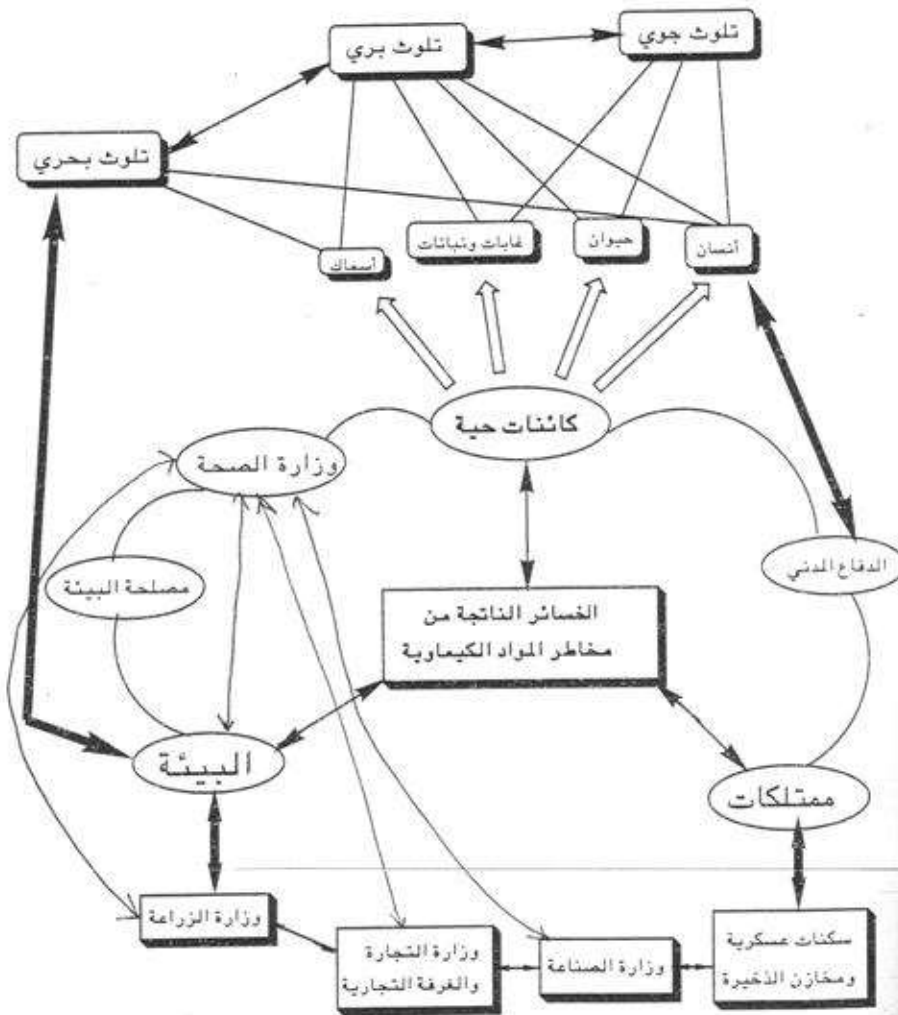 تلوث جوي
تلوث بري
تلوث بحري
أنسان
حيوان
غابات ونباتات
أسماك
كائنات حية
وزارة الصحة
الدفاع المدني
مصلحة البيئة
الخسائر الناتجة من
مخاطر المواد الكيماوية
البيئة
ممتلكات
سكنات عسكرية
ومخازن الذخيرة
وزارة الصناعة
وزارة التجارة
والغرفة التجارية
وزارة الزراعة